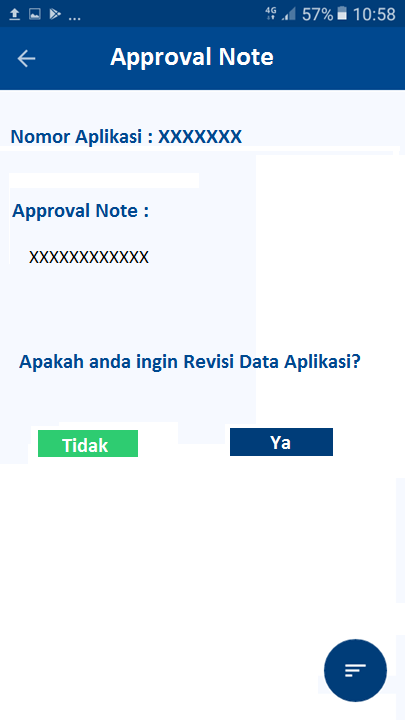 ... 4G 57% 10:58
Approval Note
Nomor Aplikasi : XXXXXXX
Approval Note :
XXXXXXXXXXXX
Apakah anda ingin Revisi Data Aplikasi?
Tidak
Ya